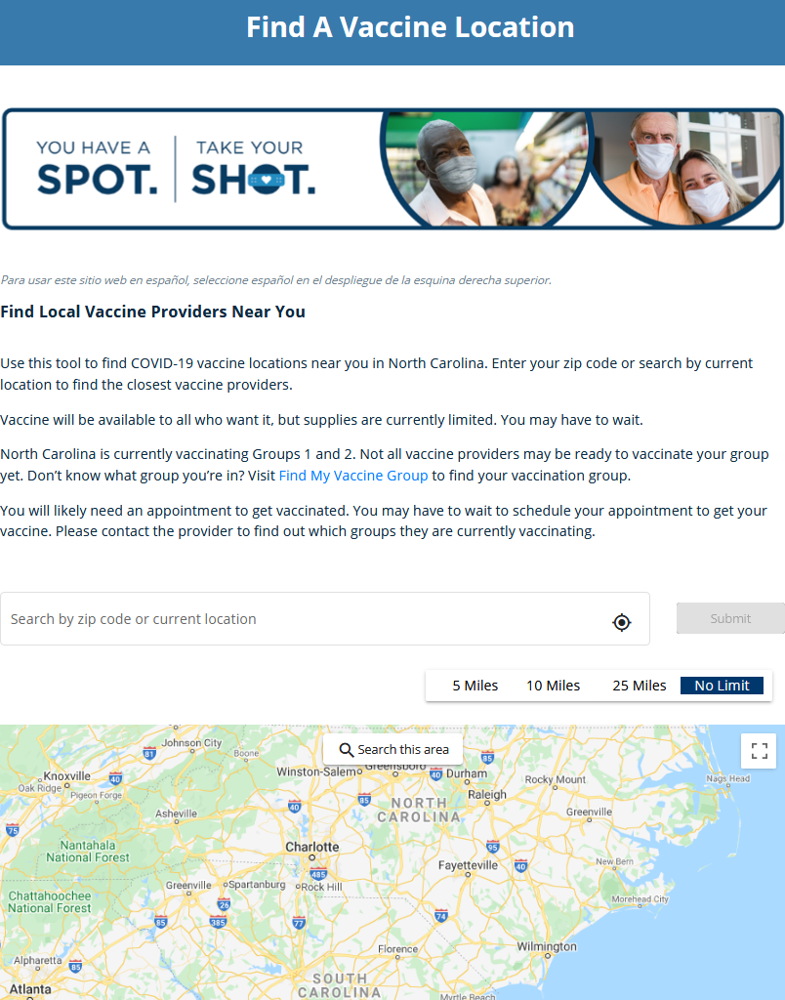 Find A Vaccine Location
YOU HAVE A
SPOT.
TAKE YOUR
SHOT.
Para usar este sitio web en español, seleccione español en el despliegue de la esquina derecha superior.
Find Local Vaccine Providers Near You
Use this tool to find COVID-19 vaccine locations near you in North Carolina. Enter your zip code or search by current
location to find the closest vaccine providers.
Vaccine will be available to all who want it, but supplies are currently limited. You may have to wait.
North Carolina is currently vaccinating Groups 1 and 2. Not all vaccine providers may be ready to vaccinate your group
yet. Don’t know what group you’re in? Visit Find My Vaccine Group to find your vaccination group.
You will likely need an appointment to get vaccinated. You may have to wait to schedule your appointment to get your
vaccine. Please contact the provider to find out which groups they are currently vaccinating.
Search by zip code or current location
Submit
5 Miles
10 Miles
25 Miles
No Limit
Search this area
Johnson City
81
Boone
85
Winston-Salem
Greensboro
40
Durham
Knoxville
40
Oak Ridge
Rocky Mount
Nags Head
Pigeon Forge
Raleigh
85
40
NORTH
CAROLINA
Asheville
Greenville
75
Nantahala
National Forest
Charlotte
95
Fayetteville
40
New Bern
485
Greenville
Spartanburg
Rock Hill
Chattahoochee
National Forest
26
Morehead City
85
385
77
74
Florence
Wilmington
Alpharetta
85
SOUTH
CAROLINA
Atlanta
Myrtle Beach